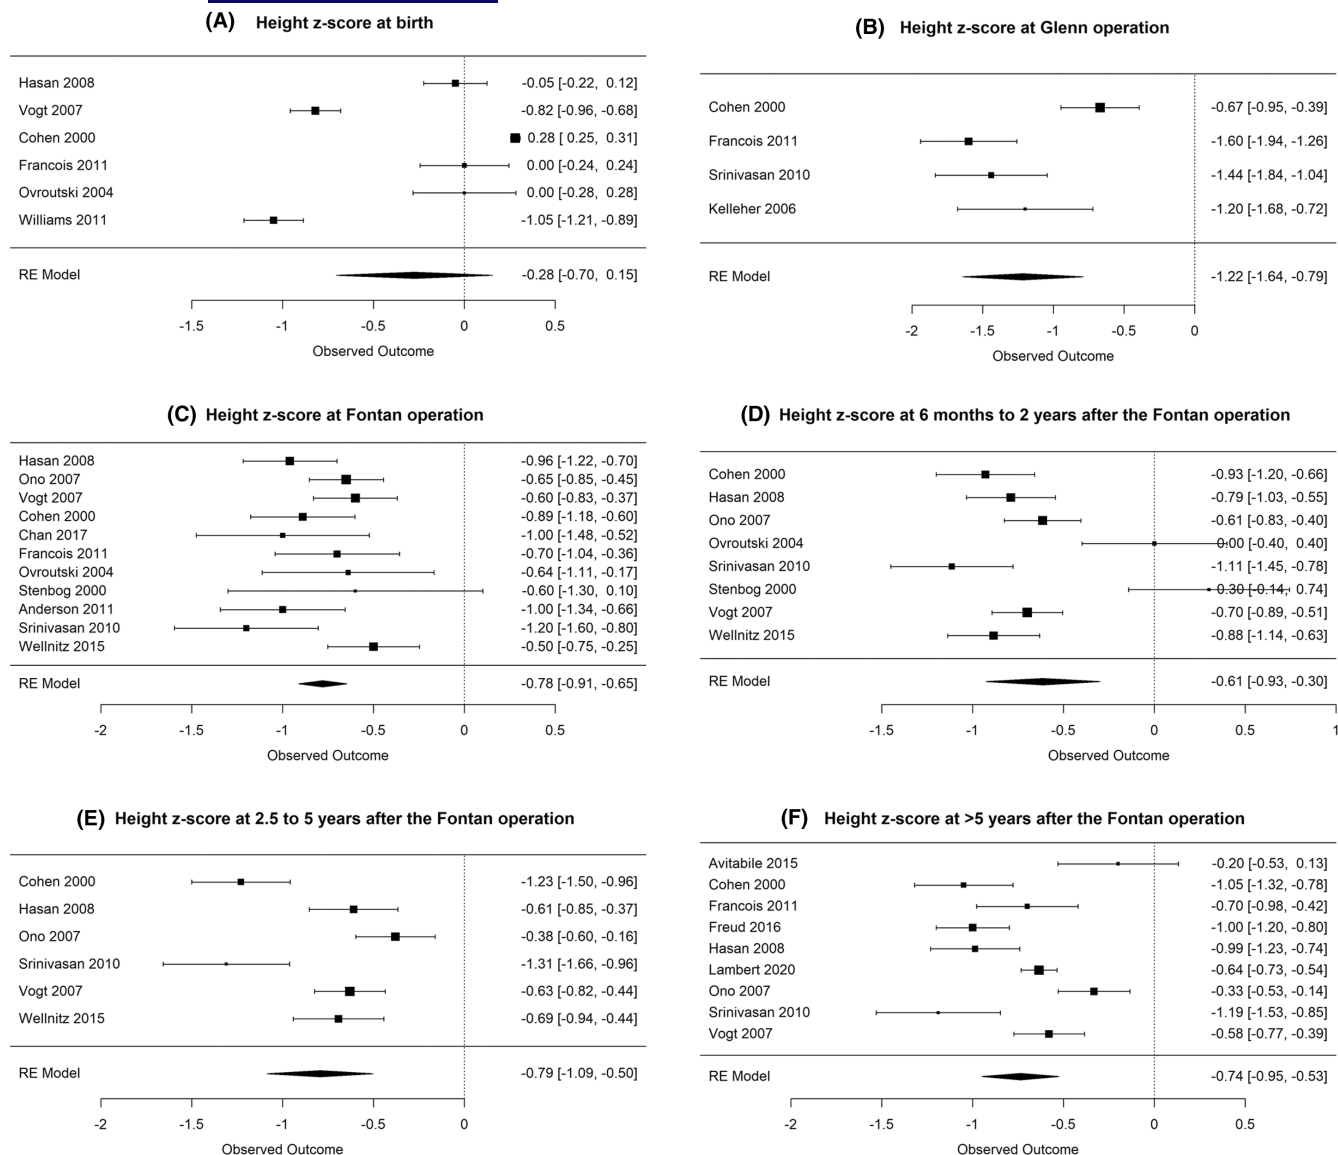 (A) Height z-score at birth
Hasan 2008 -0.05 [-0.22, 0.12]
Vogt 2007 -0.82 [-0.96, -0.68]
Cohen 2000 0.28 [ 0.25, 0.31]
Francois 2011 0.00 [-0.24, 0.24]
Ovroutski 2004 0.00 [-0.28, 0.28]
Williams 2011 -1.05 [-1.21, -0.89]
RE Model -0.28 [-0.70, 0.15]
-1.5 -1 -0.5 0 0.5
Observed Outcome
(B) Height z-score at Glenn operation
Cohen 2000 -0.67 [-0.95, -0.39]
Francois 2011 -1.60 [-1.94, -1.26]
Srinivasan 2010 -1.44 [-1.84, -1.04]
Kelleher 2006 -1.20 [-1.68, -0.72]
RE Model -1.22 [-1.64, -0.79]
-2 -1.5 -1 -0.5 0
Observed Outcome
(C) Height z-score at Fontan operation
Hasan 2008 -0.96 [-1.22, -0.70]
Ono 2007 -0.65 [-0.85, -0.45]
Vogt 2007 -0.60 [-0.83, -0.37]
Cohen 2000 -0.89 [-1.18, -0.60]
Chan 2017 -1.00 [-1.48, -0.52]
Francois 2011 -0.70 [-1.04, -0.36]
Ovroutski 2004 -0.64 [-1.11, -0.17]
Stenbog 2000 -0.60 [-1.30, 0.10]
Anderson 2011 -1.00 [-1.34, -0.66]
Srinivasan 2010 -1.20 [-1.60, -0.80]
Wellnitz 2015 -0.50 [-0.75, -0.25]
RE Model -0.78 [-0.91, -0.65]
-2 -1.5 -1 -0.5 0 0.5
Observed Outcome
(D) Height z-score at 6 months to 2 years after the Fontan operation
Cohen 2000 -0.93 [-1.20, -0.66]
Hasan 2008 -0.79 [-1.03, -0.55]
Ono 2007 -0.61 [-0.83, -0.40]
Ovroutski 2004 0.00 [-0.40, 0.40]
Srinivasan 2010 -1.11 [-1.45, -0.78]
Stenbog 2000 0.30 [-0.14, 0.74]
Vogt 2007 -0.70 [-0.89, -0.51]
Wellnitz 2015 -0.88 [-1.14, -0.63]
RE Model -0.61 [-0.93, -0.30]
-1.5 -1 -0.5 0 0.5 1
Observed Outcome
(E) Height z-score at 2.5 to 5 years after the Fontan operation
Cohen 2000 -1.23 [-1.50, -0.96]
Hasan 2008 -0.61 [-0.85, -0.37]
Ono 2007 -0.38 [-0.60, -0.16]
Srinivasan 2010 -1.31 [-1.66, -0.96]
Vogt 2007 -0.63 [-0.82, -0.44]
Wellnitz 2015 -0.69 [-0.94, -0.44]
RE Model -0.79 [-1.09, -0.50]
-2 -1.5 -1 -0.5 0
Observed Outcome
(F) Height z-score at >5 years after the Fontan operation
Avitabile 2015 -0.20 [-0.53, 0.13]
Cohen 2000 -1.05 [-1.32, -0.78]
Francois 2011 -0.70 [-0.98, -0.42]
Freud 2016 -1.00 [-1.20, -0.80]
Hasan 2008 -0.99 [-1.23, -0.74]
Lambert 2020 -0.64 [-0.73, -0.54]
Ono 2007 -0.33 [-0.53, -0.14]
Srinivasan 2010 -1.19 [-1.53, -0.85]
Vogt 2007 -0.58 [-0.77, -0.39]
RE Model -0.74 [-0.95, -0.53]
-2 -1.5 -1 -0.5 0 0.5
Observed Outcome